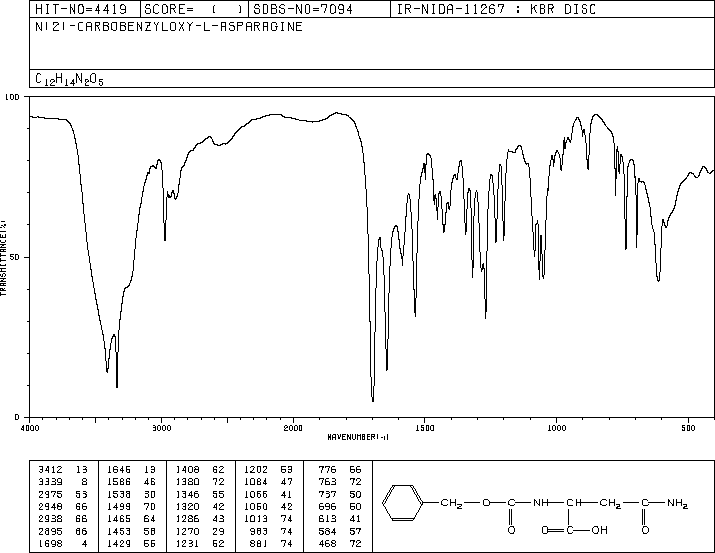 HIT-NO=4419 SCORE= ( ) SDBS-NO=7094 IR-NIDA-11267 : KBR DISC
N(2)-CARBOBENZYLOXY-L-ASPARAGINE
C12H14N2O5
100
50
0
TRANSMITTANCE(%)
4000 3000 2000 1500 1000 500
WAVENUMBER(-1)
3412 13 1646 13 1408 62 1202 53 776 66
3339 8 1586 46 1380 72 1084 47 763 72
2975 53 1538 30 1346 55 1066 41 737 50
2948 66 1499 70 1320 42 1050 42 696 50
2938 66 1465 64 1286 43 1013 74 613 41
2895 66 1453 58 1270 29 983 74 584 57
1698 4 1429 55 1231 52 881 74 468 72
CH2 O C NH CH CH2 C NH2
O O=C OH O